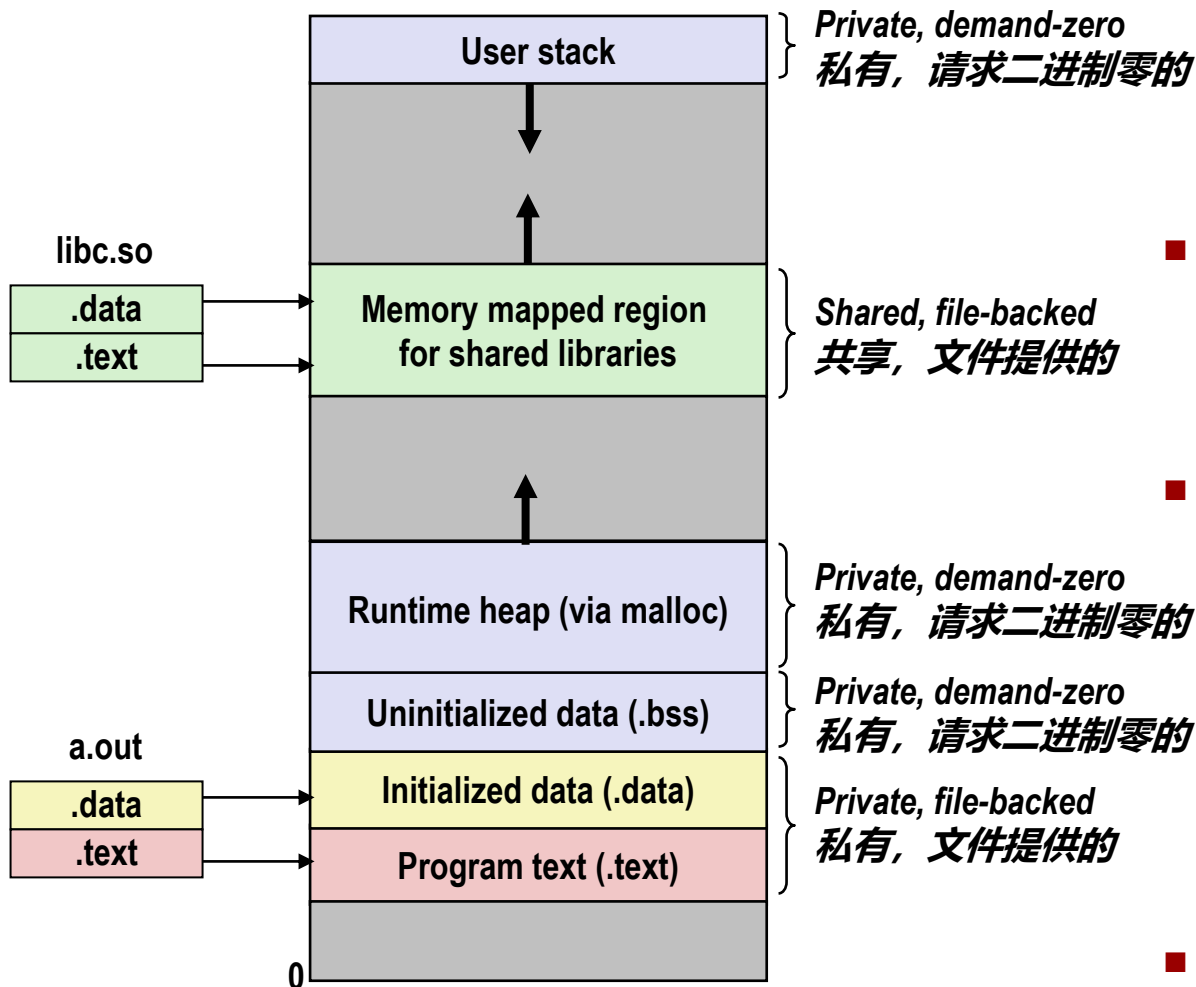 User stack
Private, demand-zero
私有，请求二进制零的
libc.so
.data
.text
Memory mapped region
for shared libraries
Shared, file-backed
共享，文件提供的
Runtime heap (via malloc)
Private, demand-zero
私有，请求二进制零的
Uninitialized data (.bss)
Private, demand-zero
私有，请求二进制零的
a.out
.data
.text
Initialized data (.data)
Program text (.text)
Private, file-backed
私有，文件提供的
0